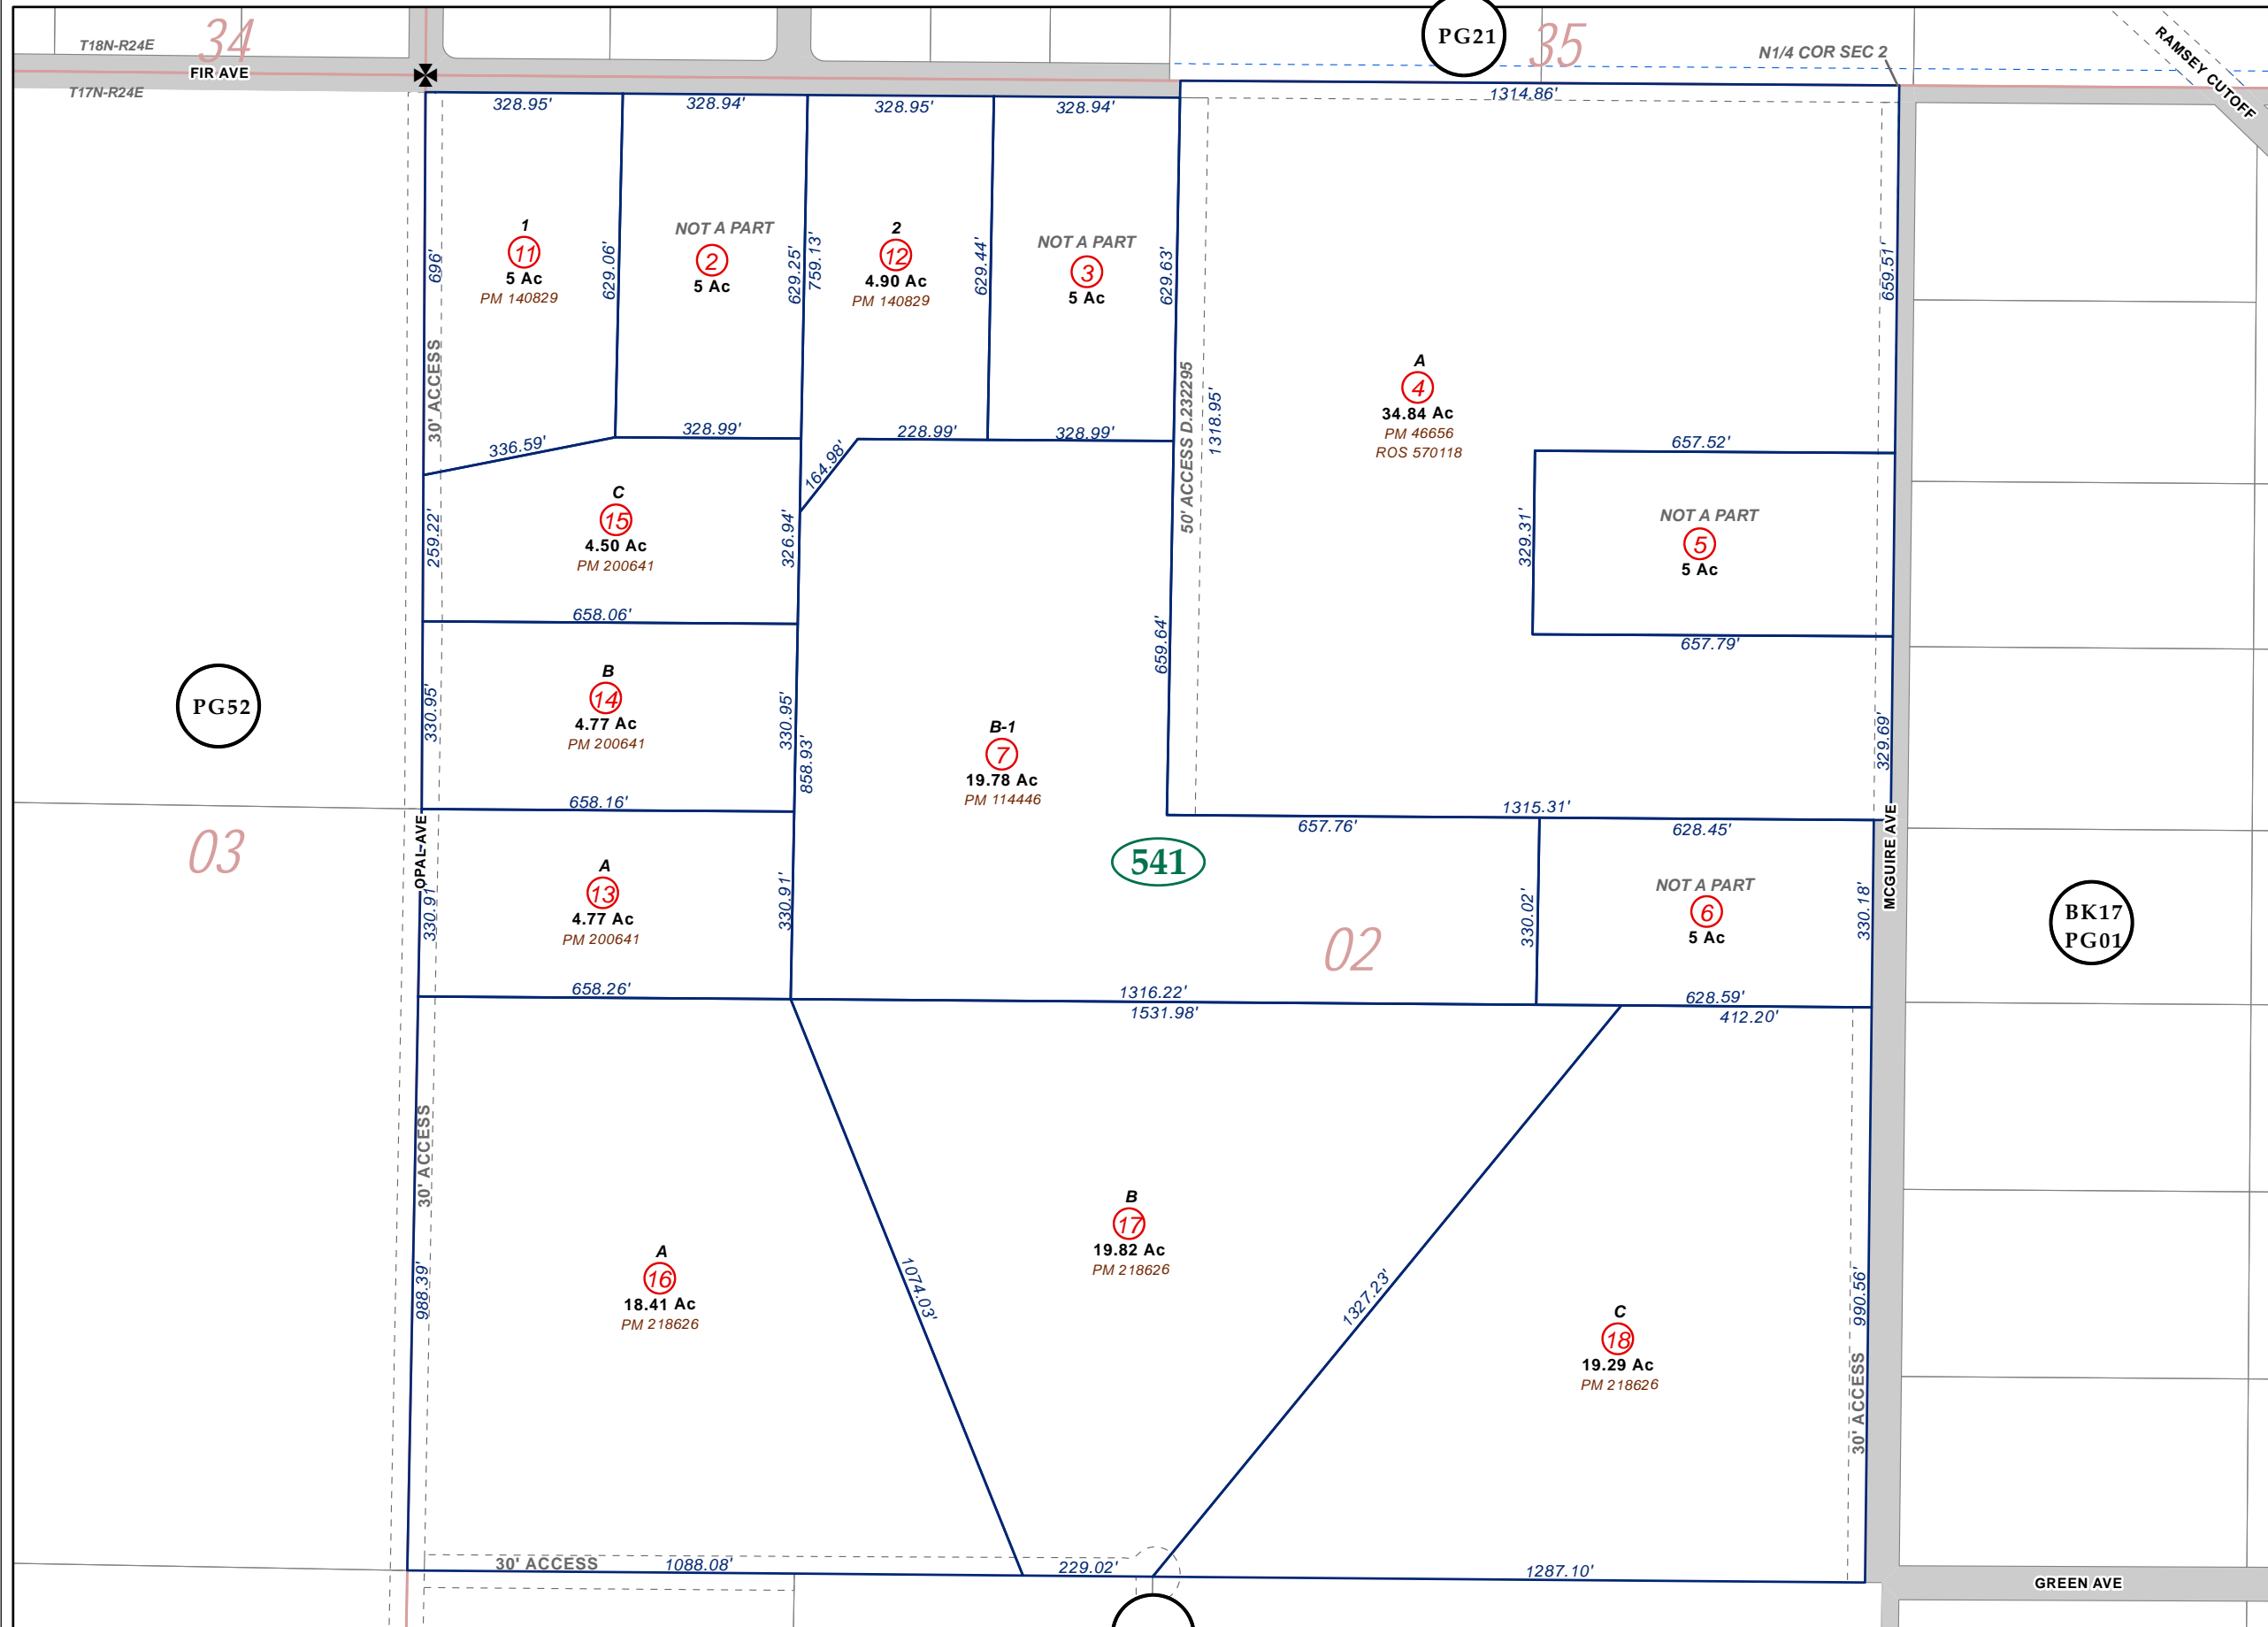 T18N-R24E
34
FIR AVE
T17N-R24E
PG21
35
N1/4 COR SEC 2
RAMSEY CUTOFF
328.95'
328.94'
328.95'
328.94'
1314.86'
1
11
5 Ac
PM 140829
696'
629.06'
NOT A PART
2
5 Ac
629.25'
759.13'
2
12
4.90 Ac
PM 140829
629.44'
NOT A PART
3
5 Ac
629.63'
659.51'
30' ACCESS
50' ACCESS D.232295
1318.95'
A
4
34.84 Ac
PM 46656
ROS 570118
336.59'
328.99'
164.98'
228.99'
328.99'
657.52'
C
15
4.50 Ac
PM 200641
259.22'
326.94'
329.31'
NOT A PART
5
5 Ac
658.06'
659.64'
657.79'
PG52
B
14
4.77 Ac
PM 200641
330.95'
330.95'
858.93'
B-1
7
19.78 Ac
PM 114446
329.69'
658.16'
1315.31'
657.76'
628.45'
03
OPAL AVE
541
MCGUIRE AVE
A
13
4.77 Ac
PM 200641
330.91'
330.91'
02
330.02'
NOT A PART
6
5 Ac
330.18'
BK17
PG01
658.26'
1316.22'
1531.98'
628.59'
412.20'
30' ACCESS
988.39'
A
16
18.41 Ac
PM 218626
1074.03'
B
17
19.82 Ac
PM 218626
1327.23'
C
18
19.29 Ac
PM 218626
990.56'
30' ACCESS
30' ACCESS
1088.08'
229.02'
1287.10'
GREEN AVE